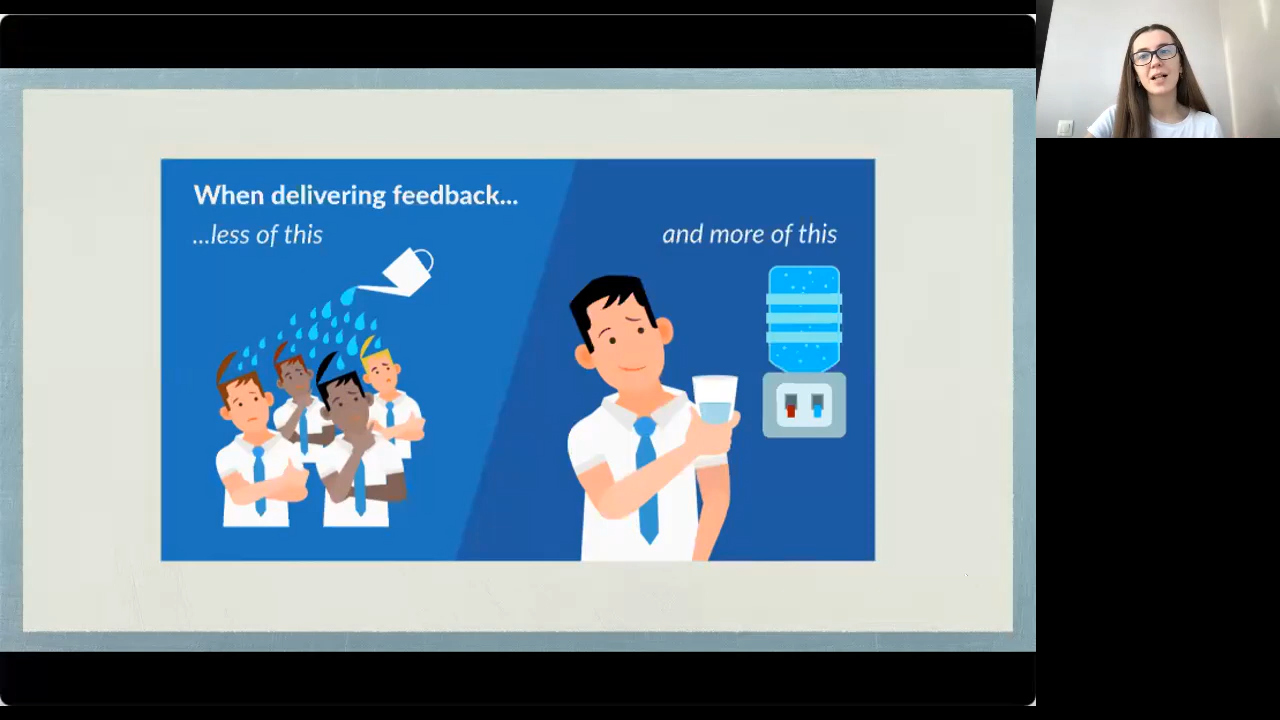 When delivering feedback...
...less of this
and more of this